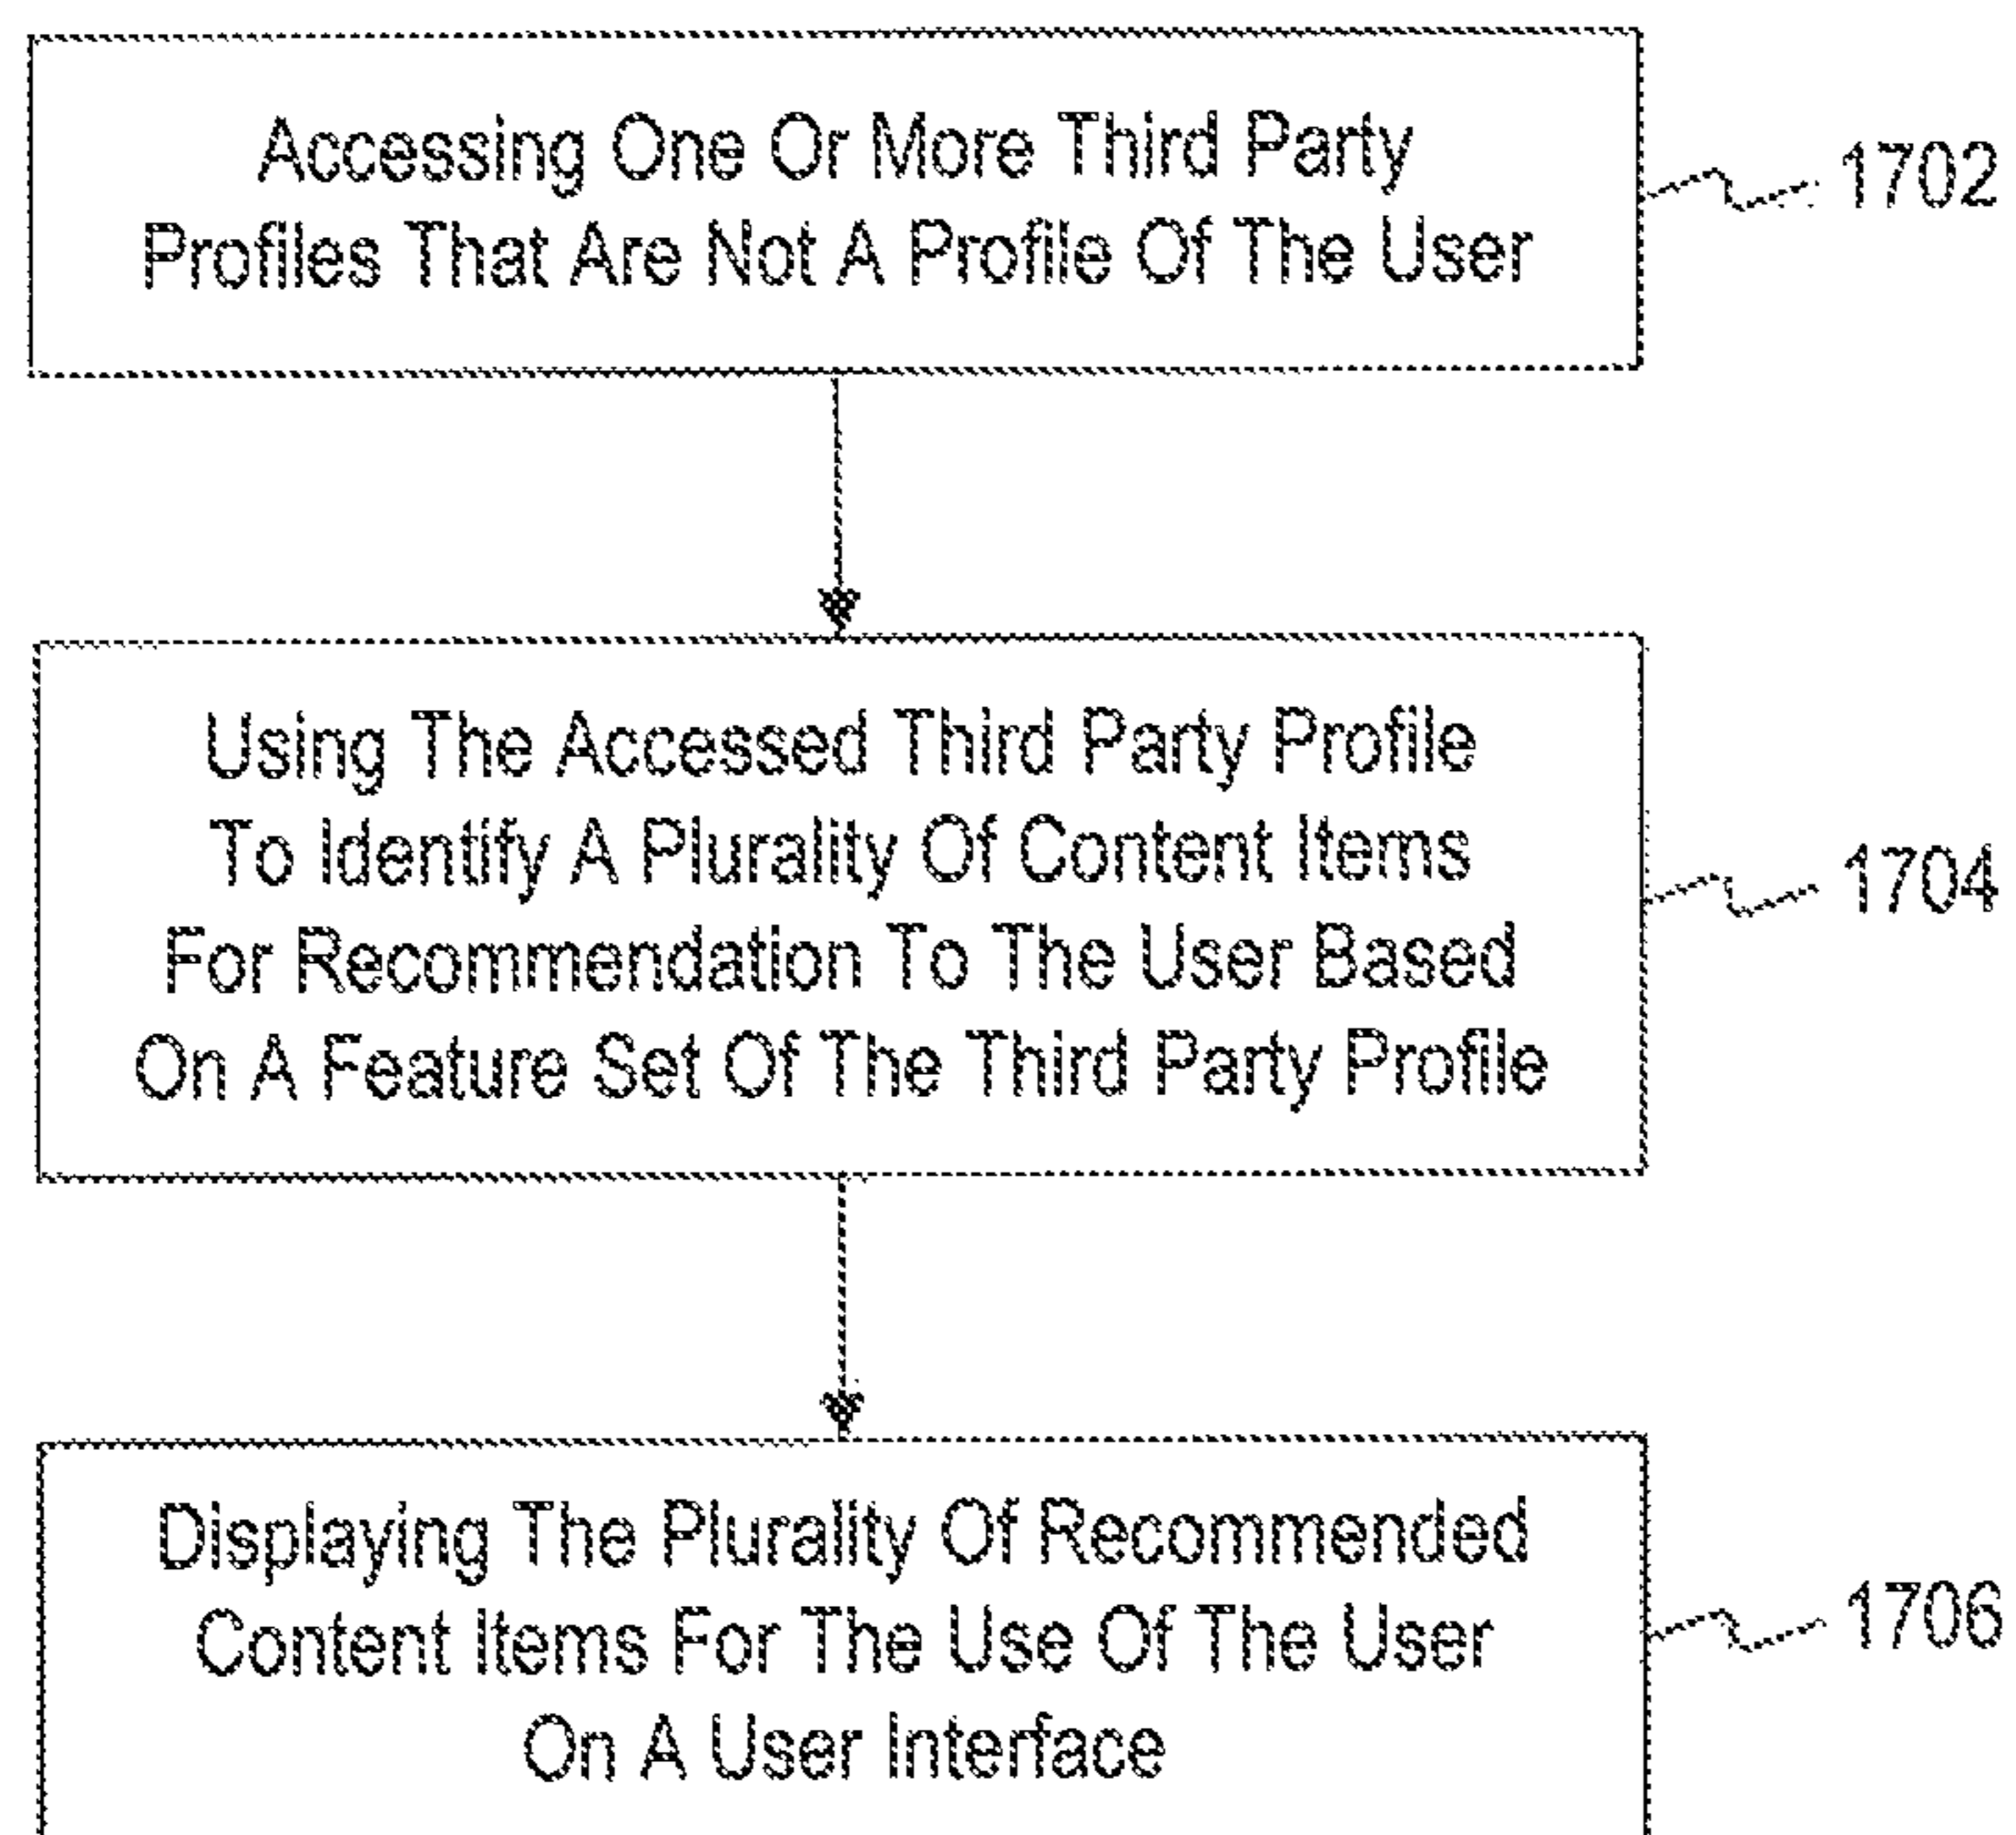 Accessing One Or More Third Party
Profiles That Are Not A Profile Of The User
1702
Using The Accessed Third Party Profile
To Identify A Plurality Of Content Items
For Recommendation To The User Based
On A Feature Set Of The Third Party Profile
1704
Displaying The Plurality Of Recommended
Content Items For The Use Of The User
On A User Interface
1706